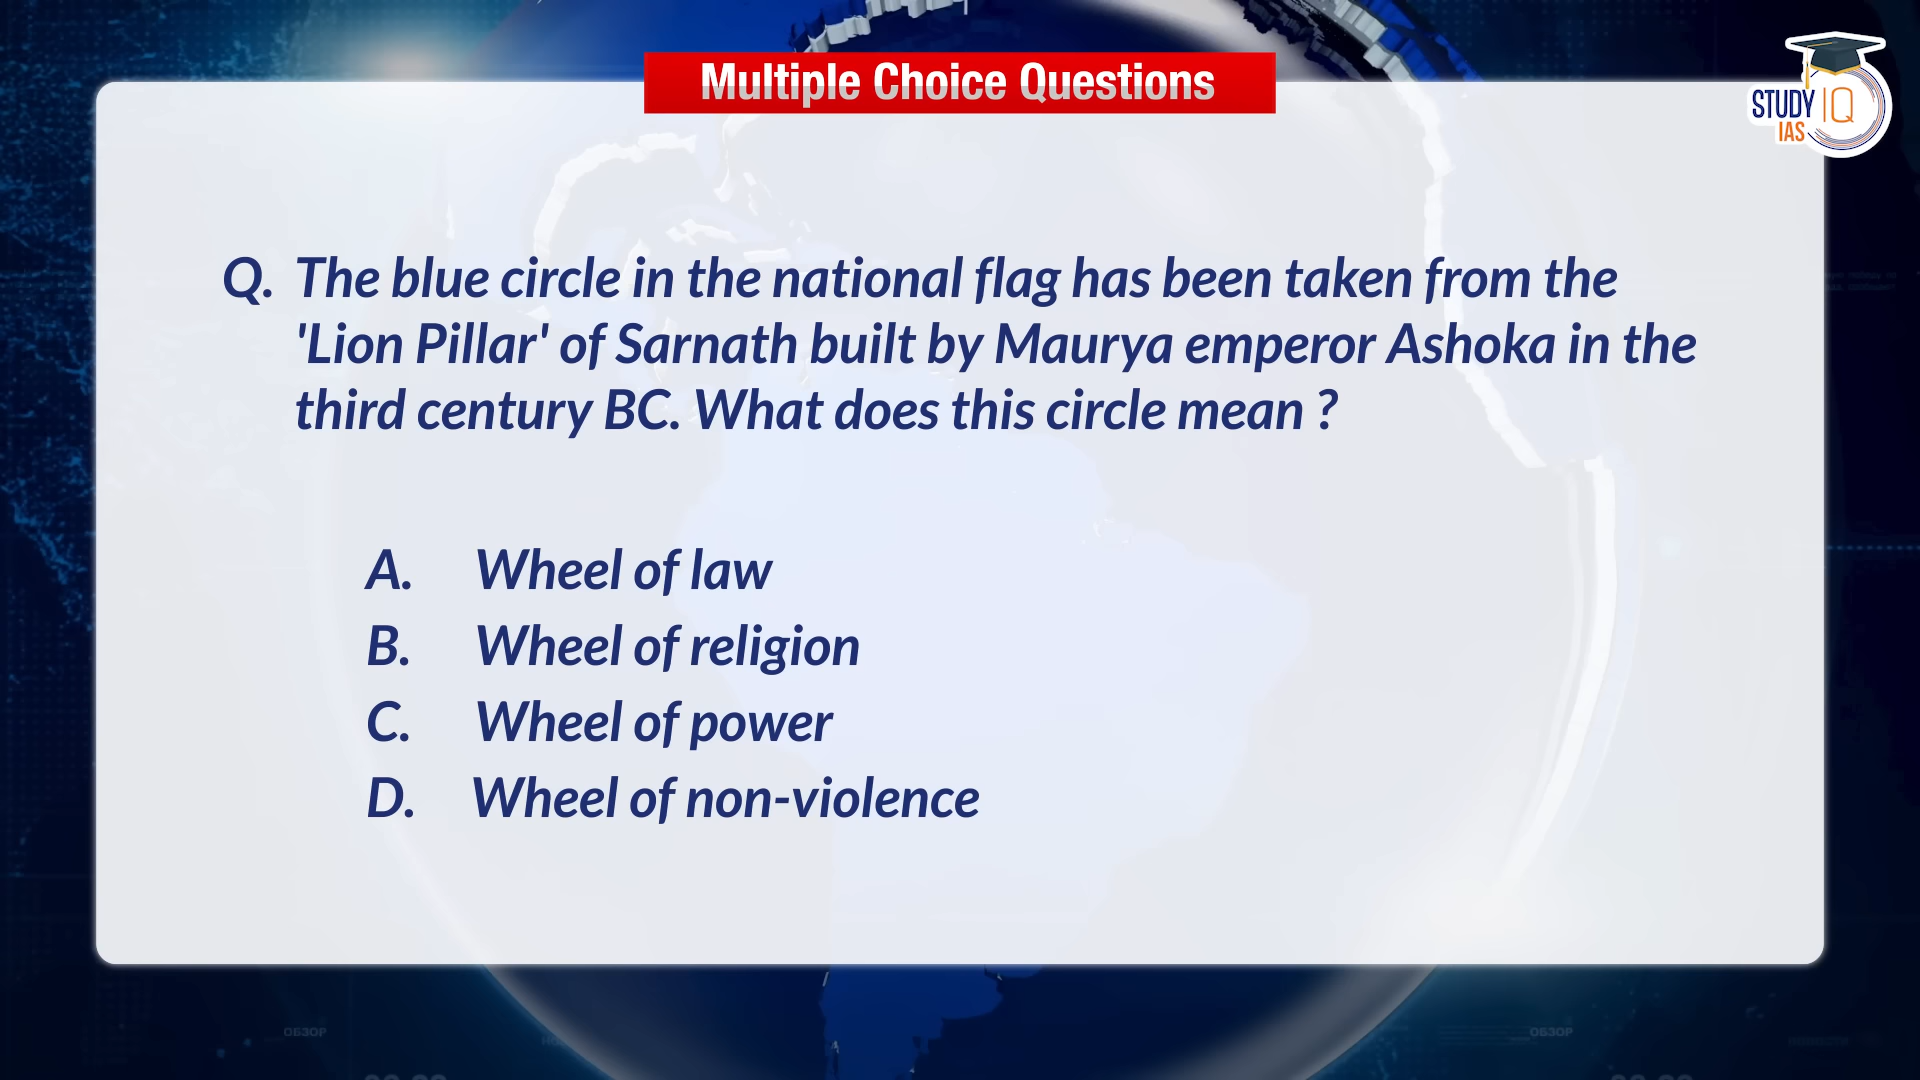 Multiple Choice Questions
STUDY IQ
IAS
Q. The blue circle in the national flag has been taken from the
'Lion Pillar' of Sarnath built by Maurya emperor Ashoka in the
third century BC. What does this circle mean ?
A. Wheel of law
B. Wheel of religion
C. Wheel of power
D. Wheel of non-violence
ОБЗОР
ОБЗОР